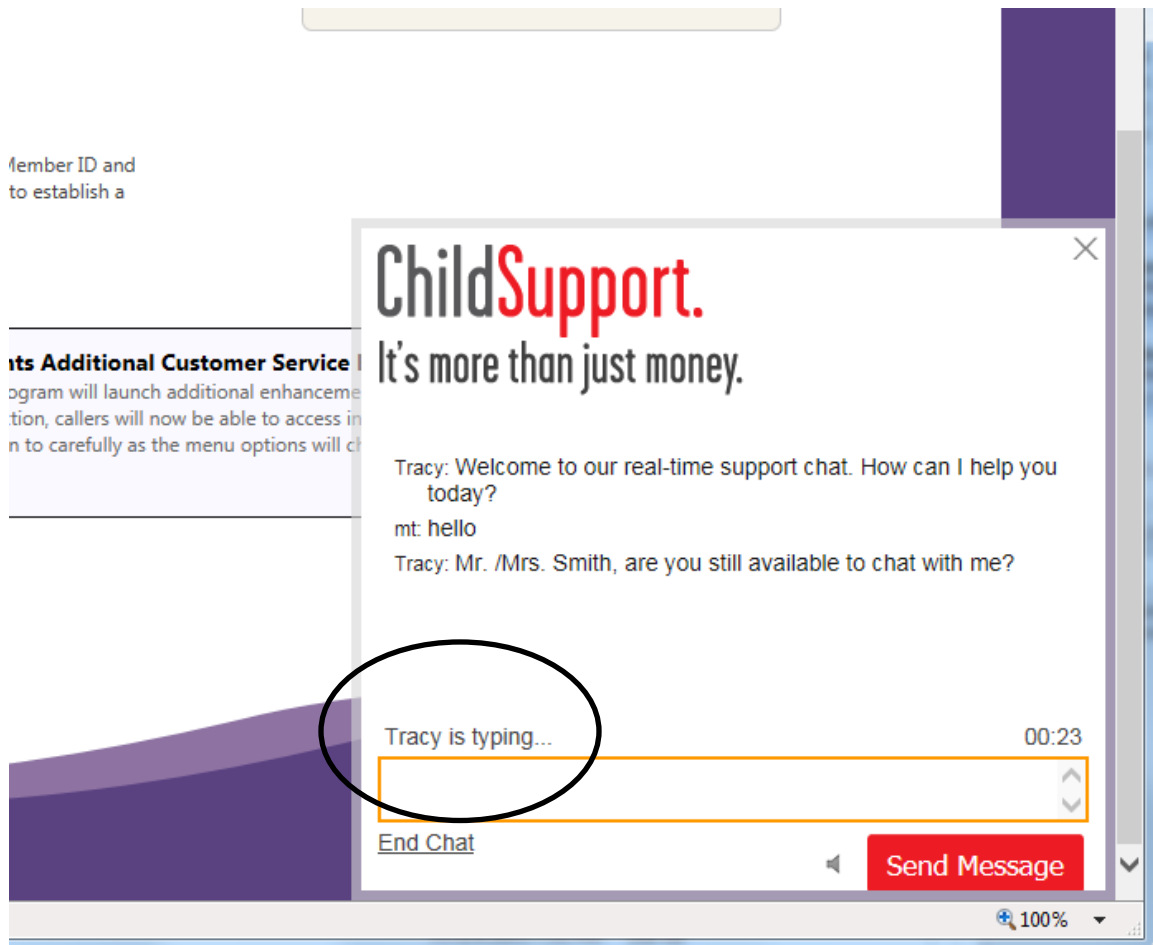 Member ID and
to establish a
ChildSupport.
It's more than just money.
nts Additional Customer Service
ogram will launch additional enhanceme
tion, callers will now be able to access in
n to carefully as the menu options will ch
Tracy: Welcome to our real-time support chat. How can I help you
today?
mt: hello
Tracy: Mr. /Mrs. Smith, are you still available to chat with me?
Tracy is typing...
00:23
End Chat
Send Message
100%